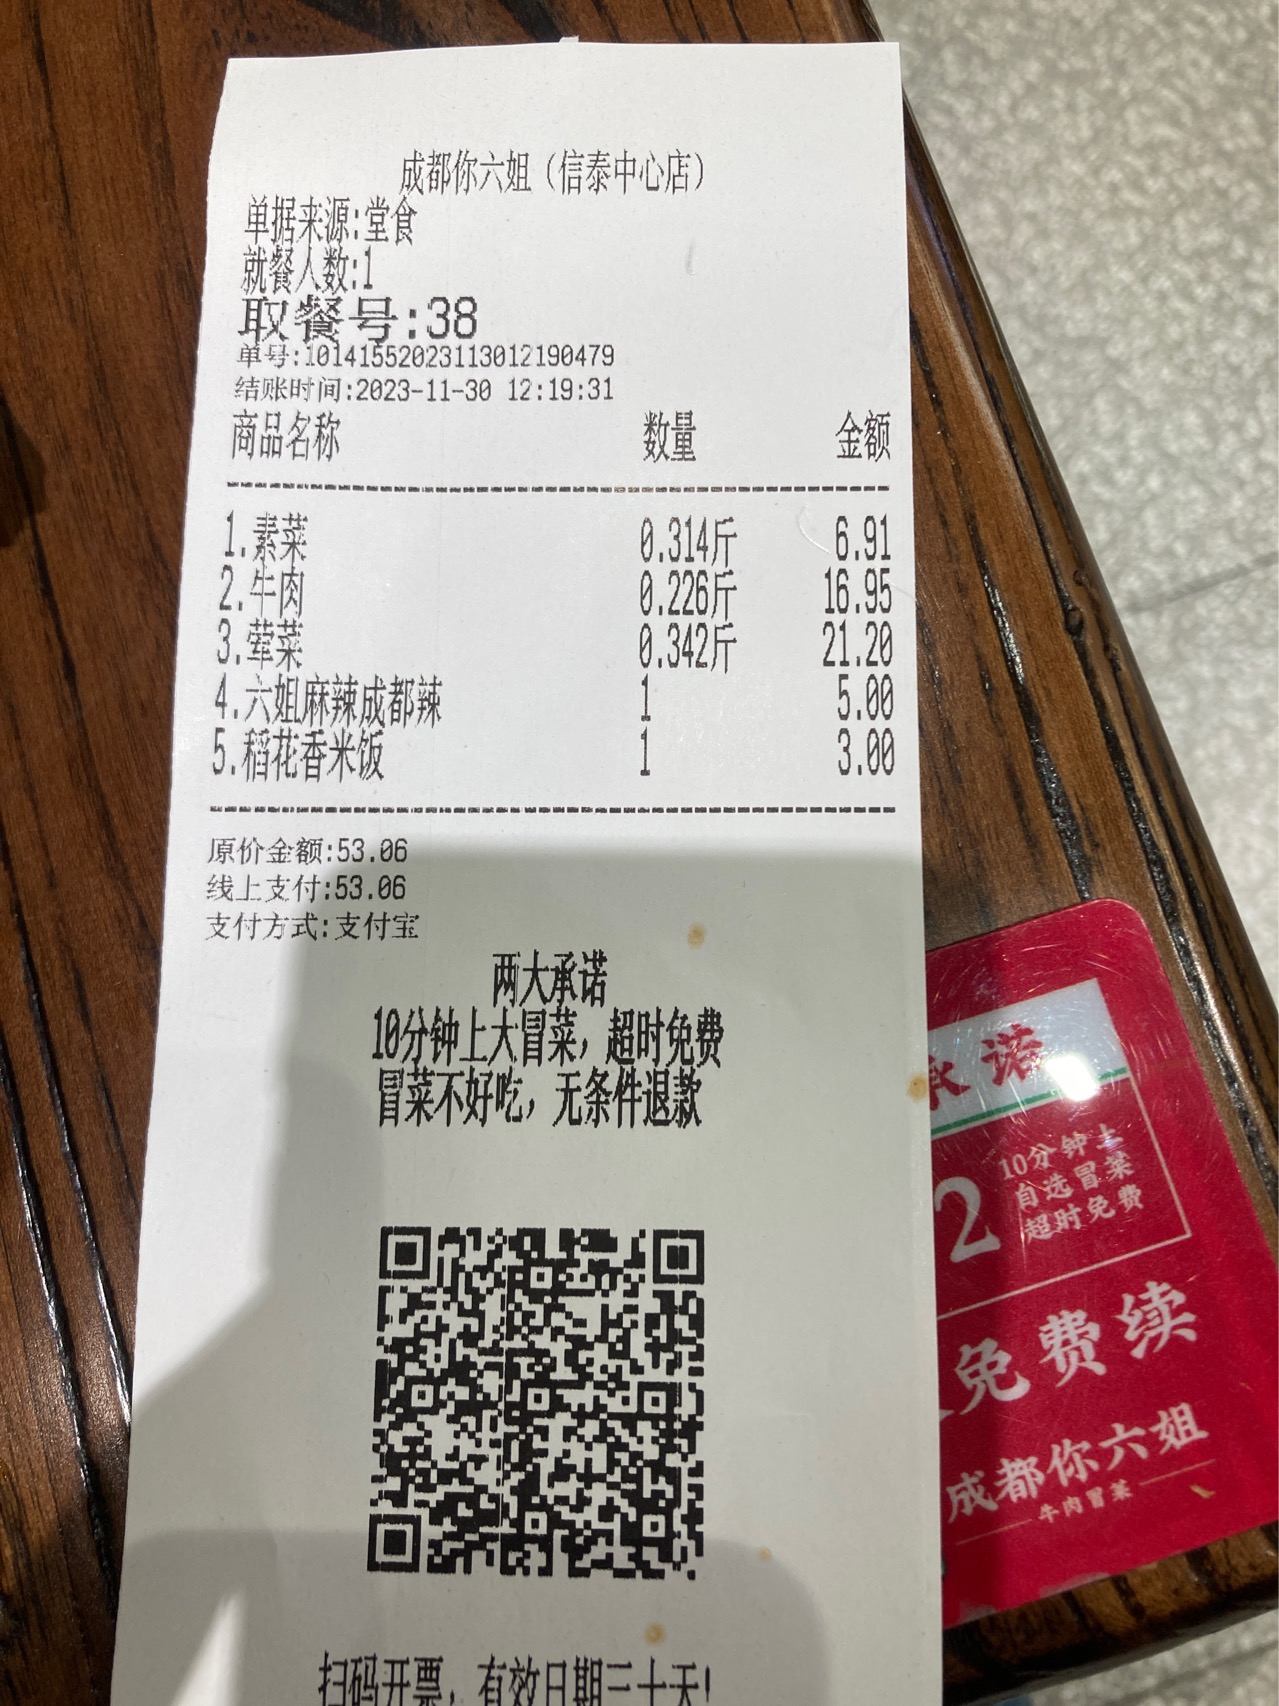 成都你六姐（信泰中心店）
单据来源:堂食
就餐人数:1
取餐号:38
单号:10141552023113012190479
结账时间:2023-11-30 12:19:31
商品名称 数量 金额
1.素菜 0.314斤 6.91
2.牛肉 0.226斤 16.95
3.荤菜 0.342斤 21.20
4.六姐麻辣成都辣 1 5.00
5.稻花香米饭 1 3.00
原价金额:53.06
线上支付:53.06
支付方式:支付宝
两大承诺
10分钟上大冒菜，超时免费
冒菜不好吃，无条件退款
扫码开票，有效日期三十天!
承诺
2
10分钟上
自选冒菜
超时免费
免费续
成都你六姐
牛肉冒菜